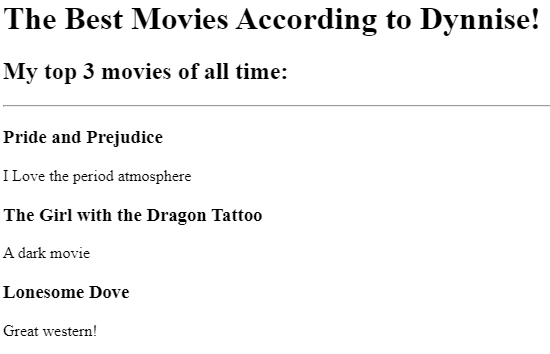 The Best Movies According to Dynnise!
My top 3 movies of all time:
Pride and Prejudice
I Love the period atmosphere
The Girl with the Dragon Tattoo
A dark movie
Lonesome Dove
Great western!